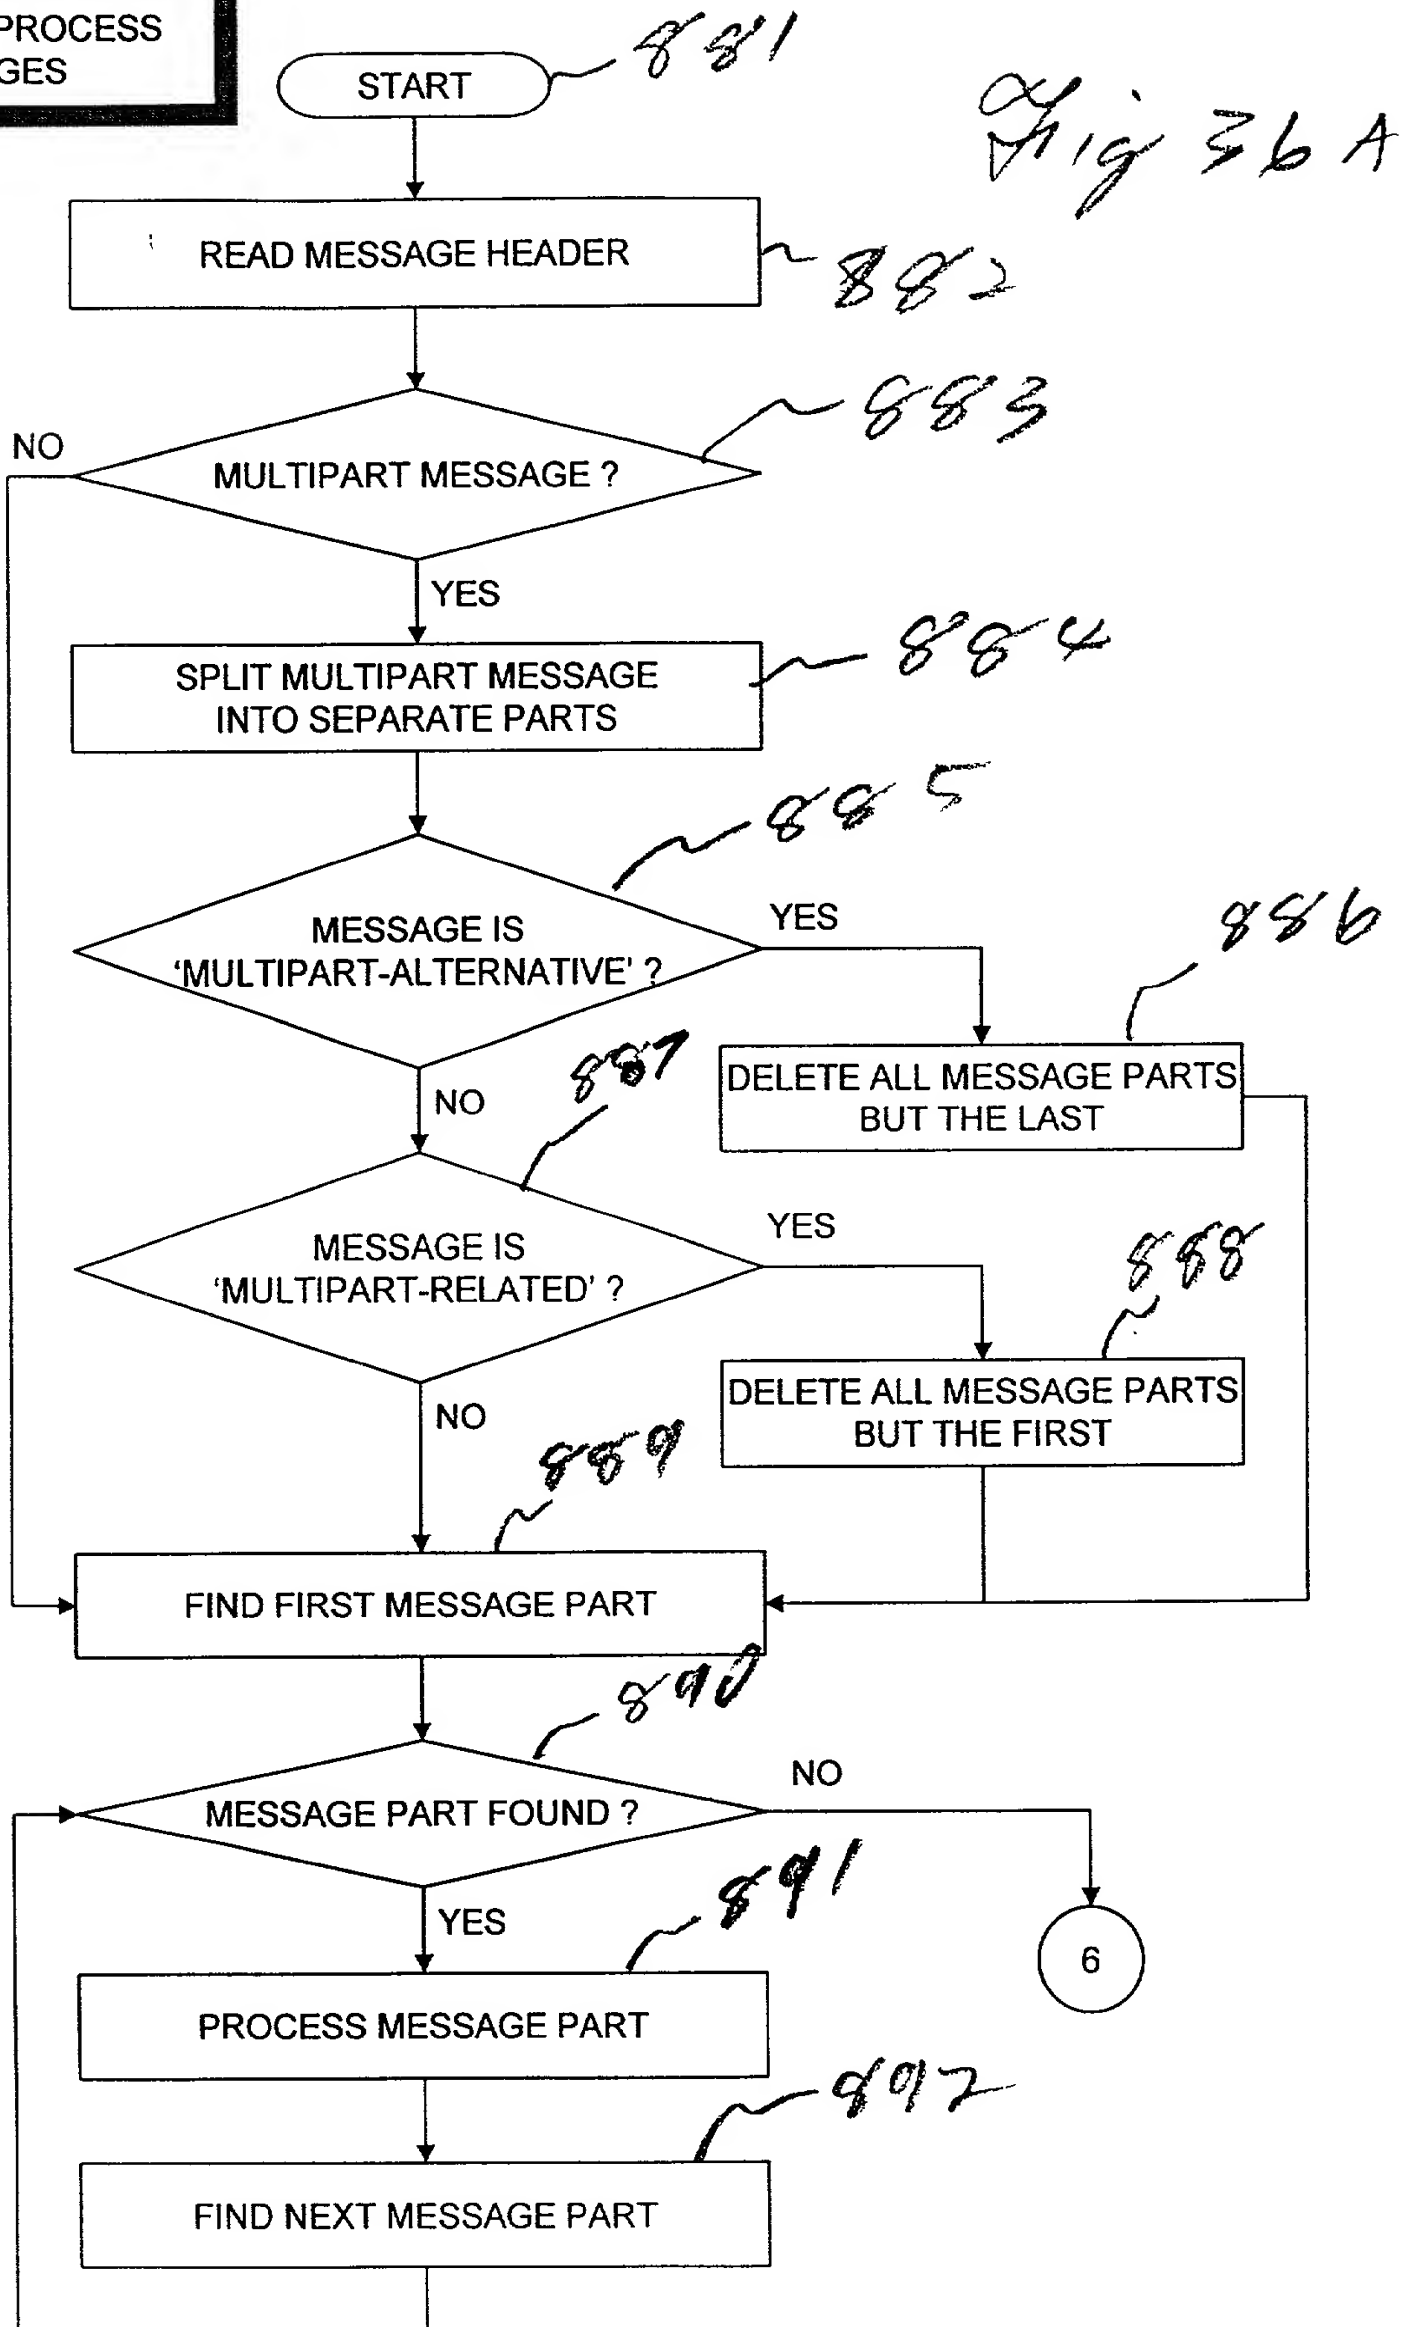 PROCESS
GES
START
881
Fig 36 A
READ MESSAGE HEADER
882
883
NO
MULTIPART MESSAGE ?
YES
884
SPLIT MULTIPART MESSAGE
INTO SEPARATE PARTS
885
YES
886
MESSAGE IS
'MULTIPART-ALTERNATIVE' ?
887
DELETE ALL MESSAGE PARTS
BUT THE LAST
NO
YES
888
MESSAGE IS
'MULTIPART-RELATED' ?
DELETE ALL MESSAGE PARTS
BUT THE FIRST
NO
889
FIND FIRST MESSAGE PART
890
NO
MESSAGE PART FOUND ?
891
YES
6
PROCESS MESSAGE PART
892
FIND NEXT MESSAGE PART